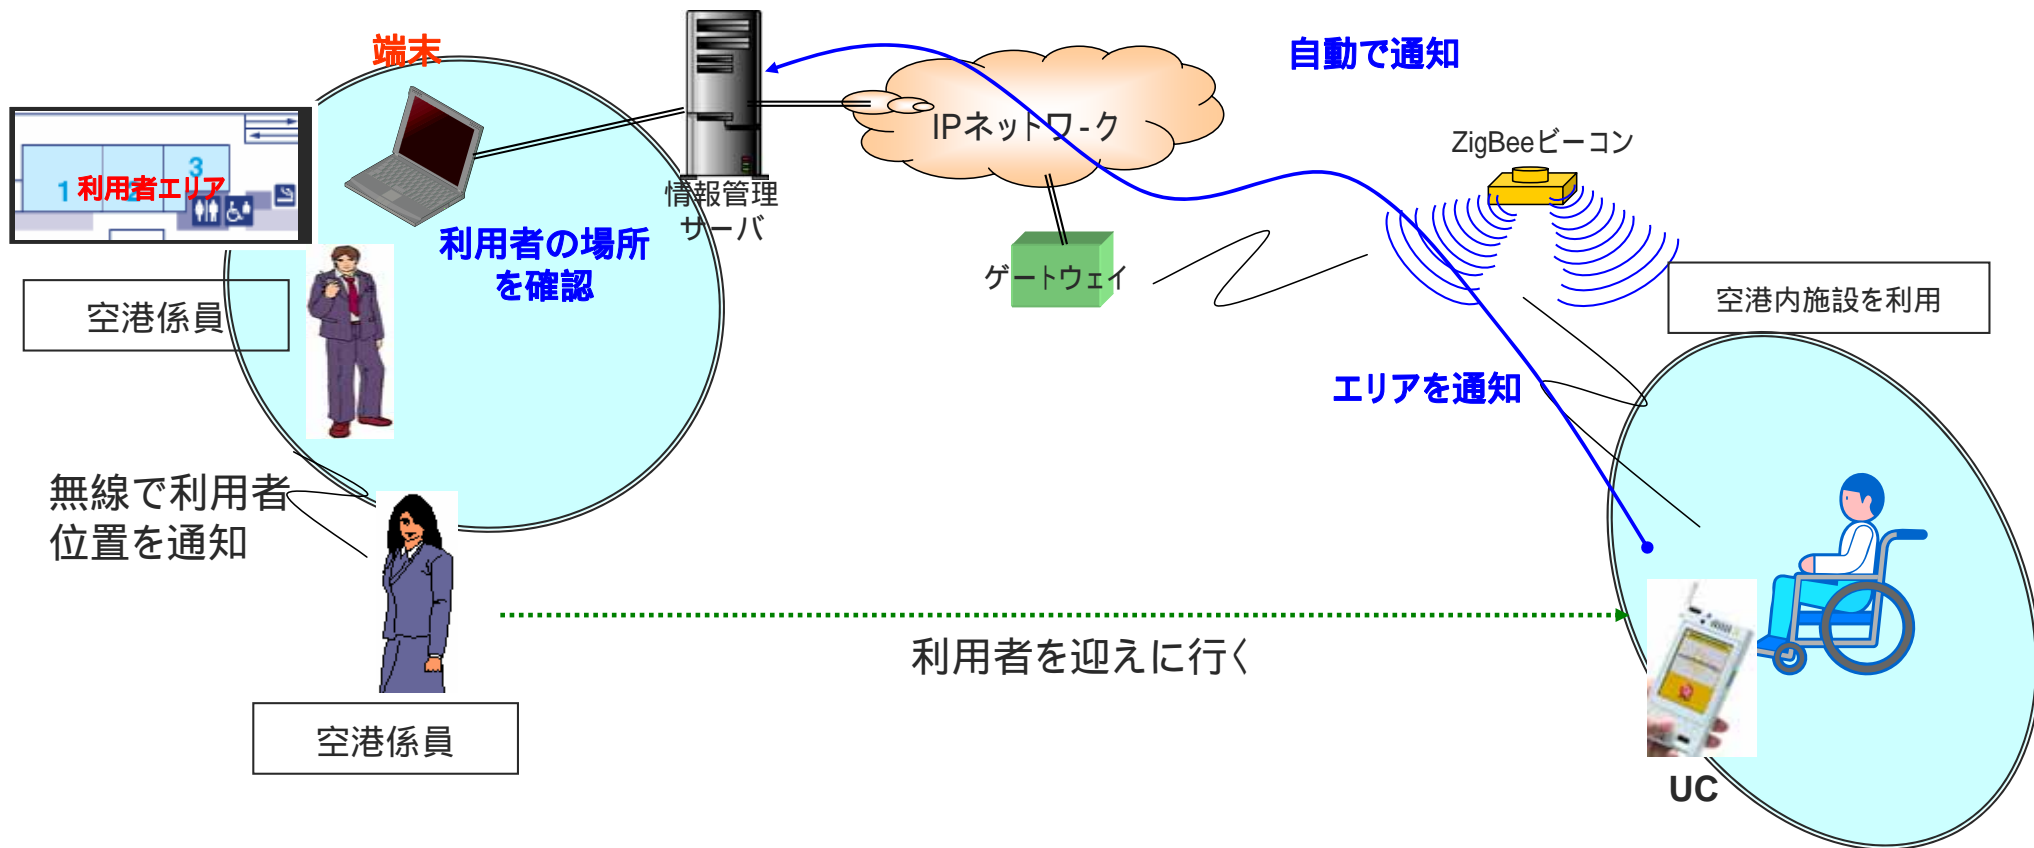 端末
自動で通知
IPネットワ-ク
ZigBeeビーコン
3
1
2
利用者エリア
情報管理
サーバ
利用者の場所
を確認
ゲートウェイ
空港係員
空港内施設を利用
エリアを通知
無線で利用者
位置を通知
利用者を迎えに行く
空港係員
UC